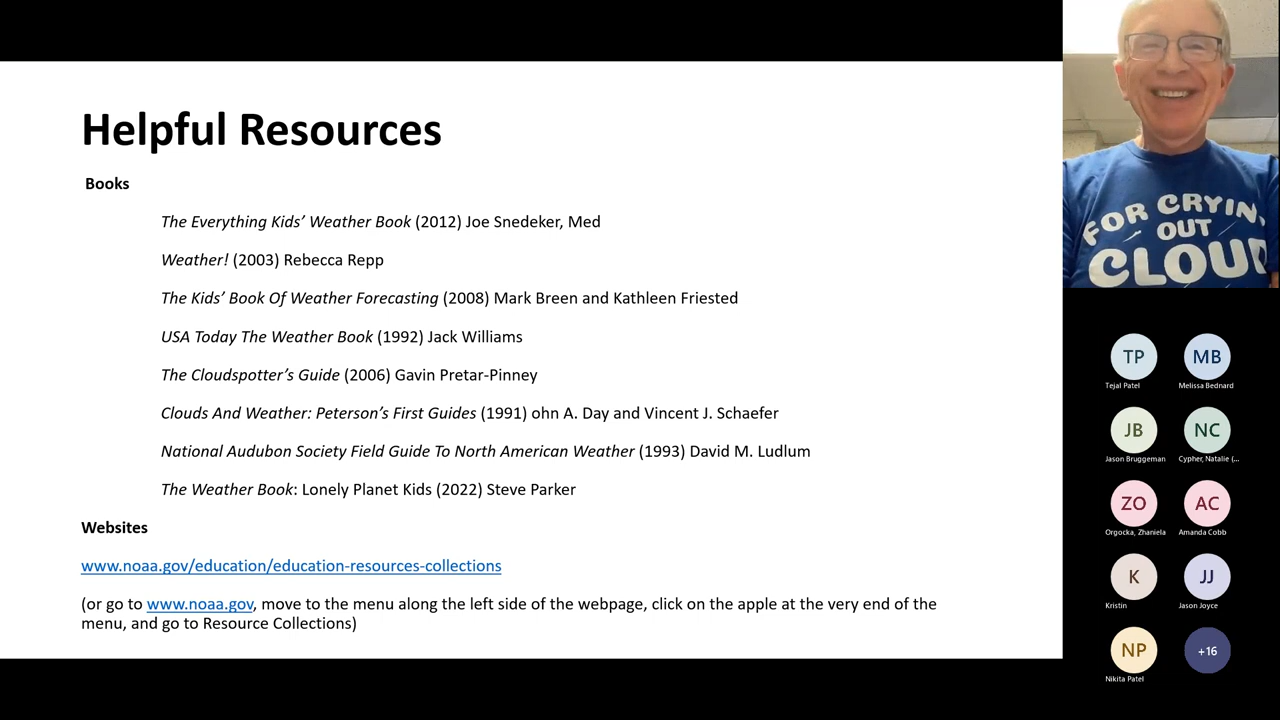 Helpful Resources
Books
The Everything Kids’ Weather Book (2012) Joe Snedeker, Med
Weather! (2003) Rebecca Repp
The Kids’ Book Of Weather Forecasting (2008) Mark Breen and Kathleen Friested
USA Today The Weather Book (1992) Jack Williams
The Cloudspotter’s Guide (2006) Gavin Pretar-Pinney
Clouds And Weather: Peterson’s First Guides (1991) ohn A. Day and Vincent J. Schaefer
National Audubon Society Field Guide To North American Weather (1993) David M. Ludlum
The Weather Book: Lonely Planet Kids (2022) Steve Parker
Websites
www.noaa.gov/education/education-resources-collections
(or go to www.noaa.gov, move to the menu along the left side of the webpage, click on the apple at the very end of the
menu, and go to Resource Collections)
FOR CRYIN'
OUT
CLOUD
TP MB
Tejal Patel Melissa Bednard
JB NC
Jason Bruggeman Cypher, Natalie (...
ZO AC
Orgocka, Zhaniela Amanda Cobb
K JJ
Kristin Jason Joyce
NP +16
Nikita Patel